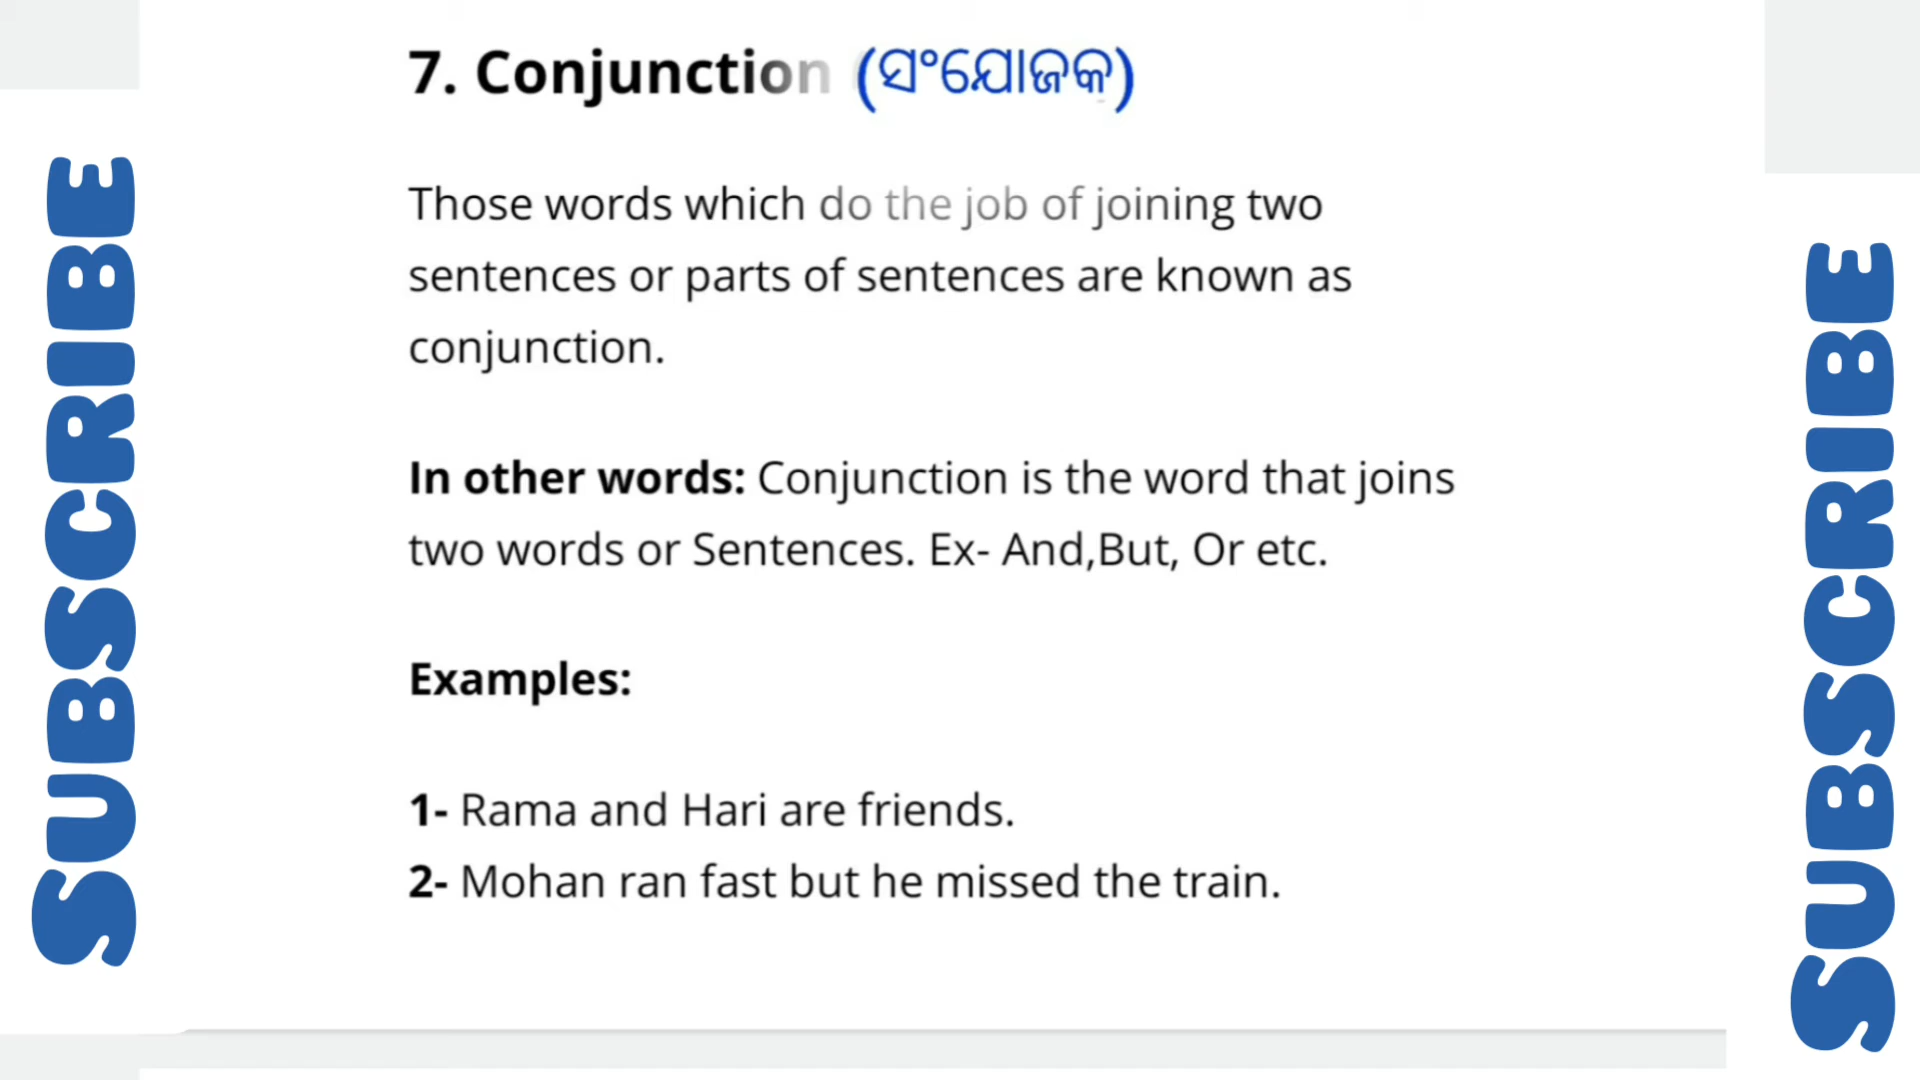 7. Conjunction (ସଂଯୋଜକ)
Those words which do the job of joining two
sentences or parts of sentences are known as
conjunction.
In other words: Conjunction is the word that joins
two words or Sentences. Ex- And,But, Or etc.
Examples:
1- Rama and Hari are friends.
2- Mohan ran fast but he missed the train.
SUBSCRIBE
SUBSCRIBE